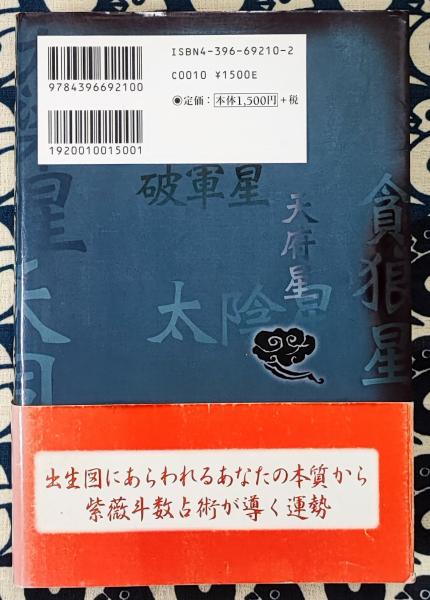 ISBN4-396-69210-2
C0010 ¥1500E
9784396692100
◉定価：本体1,500円＋税
1920010015001
破軍星
天府星
貪狼星
太陰星
出生図にあらわれるあなたの本質から
紫薇斗数占術が導く運勢